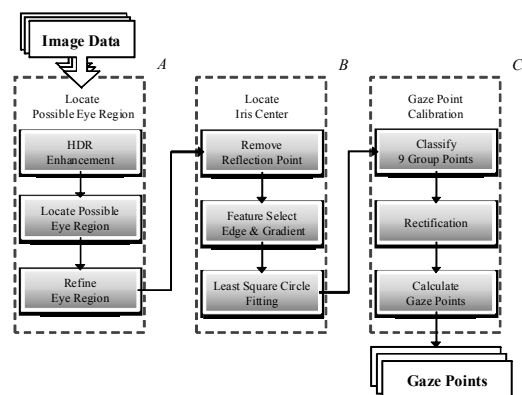 Image Data
A
Locate
Possible Eye Region
HDR
Enhancement
Locate Possible
Eye Region
Refine
Eye Region
B
Locate
Iris Center
Remove
Reflection Point
Feature Select
Edge & Gradient
Least Square Circle
Fitting
C
Gaze Point
Calibration
Classify
9 Group Points
Rectification
Calculate
Gaze Points
Gaze Points